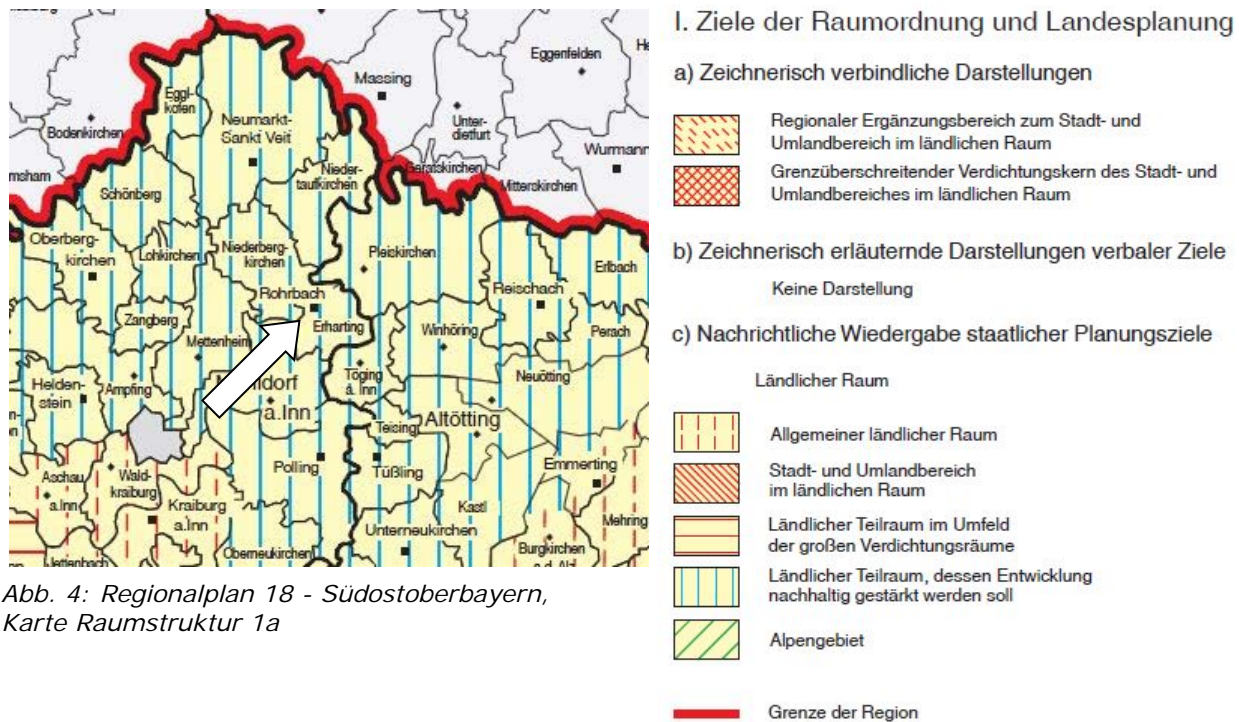 Massing
Eggenfelden
Eggl-
kofen
Bodenkirchen
Neumarkt-
Sankt Veit
Unter-
dietfurt
Wurmann
Nieder-
taufkirchen
Geratskirchen
Mitterskirchen
Schönberg
Oberberg-
kirchen
Lohkirchen
Niederberg-
kirchen
Pleiskirchen
Erlbach
Rohrbach
Reischach
Zangberg
Mettenheim
Erharting
Winhöring
Perach
Helden-
stein
Ampfing
ldorf
a.Inn
Töging
a. Inn
Neuötting
Teising
Altötting
Aschau
a.Inn
Wald-
kraiburg
Polling
Tüßling
Emmerting
Kraiburg
a.Inn
Kastl
Mehring
Oberneukirchen
Unterneukirchen
Burgkirchen
a.d. Alz
Jettenbach
Abb. 4: Regionalplan 18 - Südostoberbayern,
Karte Raumstruktur 1a
I. Ziele der Raumordnung und Landesplanung
a) Zeichnerisch verbindliche Darstellungen
Regionaler Ergänzungsbereich zum Stadt- und
Umlandbereich im ländlichen Raum
Grenzüberschreitender Verdichtungskern des Stadt- und
Umlandbereiches im ländlichen Raum
b) Zeichnerisch erläuternde Darstellungen verbaler Ziele
Keine Darstellung
c) Nachrichtliche Wiedergabe staatlicher Planungsziele
Ländlicher Raum
Allgemeiner ländlicher Raum
Stadt- und Umlandbereich
im ländlichen Raum
Ländlicher Teilraum im Umfeld
der großen Verdichtungsräume
Ländlicher Teilraum, dessen Entwicklung
nachhaltig gestärkt werden soll
Alpengebiet
Grenze der Region